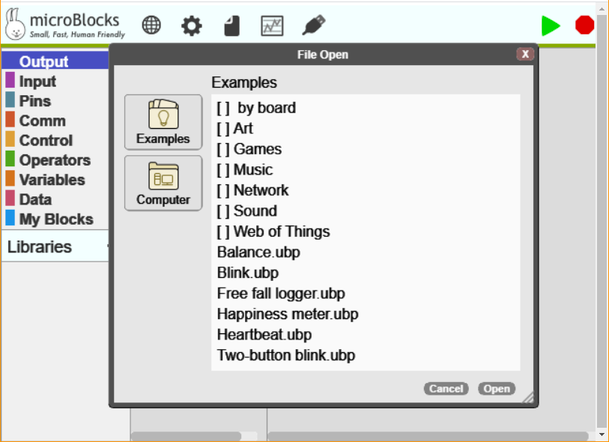 microBlocks
Small, Fast, Human Friendly
File Open
X
Output
Input
Pins
Comm
Control
Operators
Variables
Data
My Blocks
Libraries
Examples
Computer
Examples
[ ] by board
[ ] Art
[ ] Games
[ ] Music
[ ] Network
[ ] Sound
[ ] Web of Things
Balance.ubp
Blink.ubp
Free fall logger.ubp
Happiness meter.ubp
Heartbeat.ubp
Two-button blink.ubp
Cancel
Open